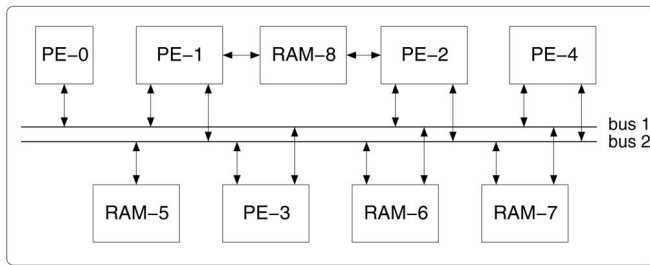 PE−0 PE−1 RAM−8 PE−2 PE−4
bus 1
bus 2
RAM−5 PE−3 RAM−6 RAM−7